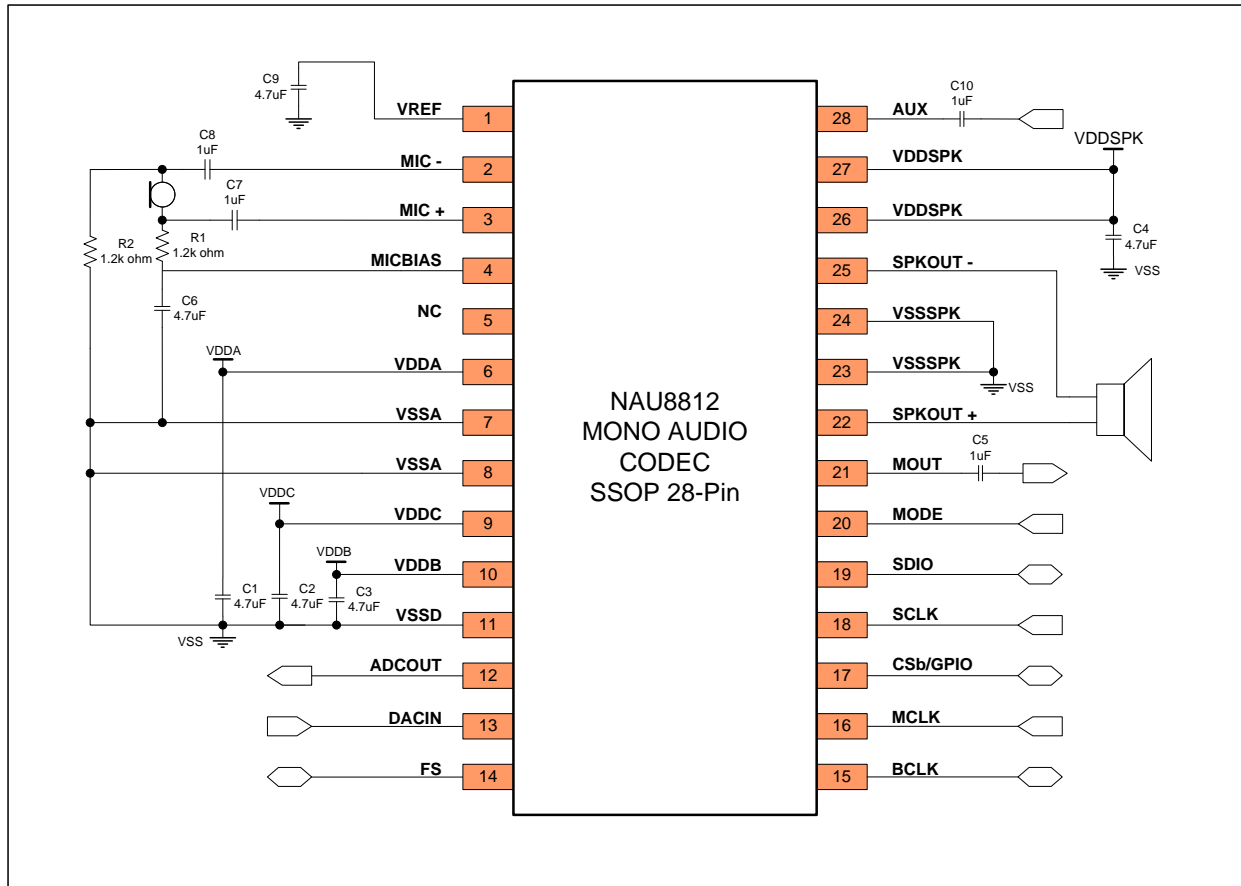 C9
4.7uF
VREF
1
C8
1uF
MIC -
2
C7
1uF
MIC +
3
R2
1.2k ohm
R1
1.2k ohm
MICBIAS
4
C6
4.7uF
NC
5
VDDA
VDDA
6
VSSA
7
VSSA
8
VDDC
VDDC
9
VDDB
VDDB
10
C1
4.7uF
C2
4.7uF
C3
4.7uF
VSSD
11
VSS
ADCOUT
12
DACIN
13
FS
14
NAU8812
MONO AUDIO
CODEC
SSOP 28-Pin
28
AUX
C10
1uF
VDDSPK
27
VDDSPK
26
VDDSPK
C4
4.7uF
VSS
25
SPKOUT -
24
VSSSPK
23
VSSSPK
VSS
22
SPKOUT +
21
MOUT
C5
1uF
20
MODE
19
SDIO
18
SCLK
17
CSb/GPIO
16
MCLK
15
BCLK